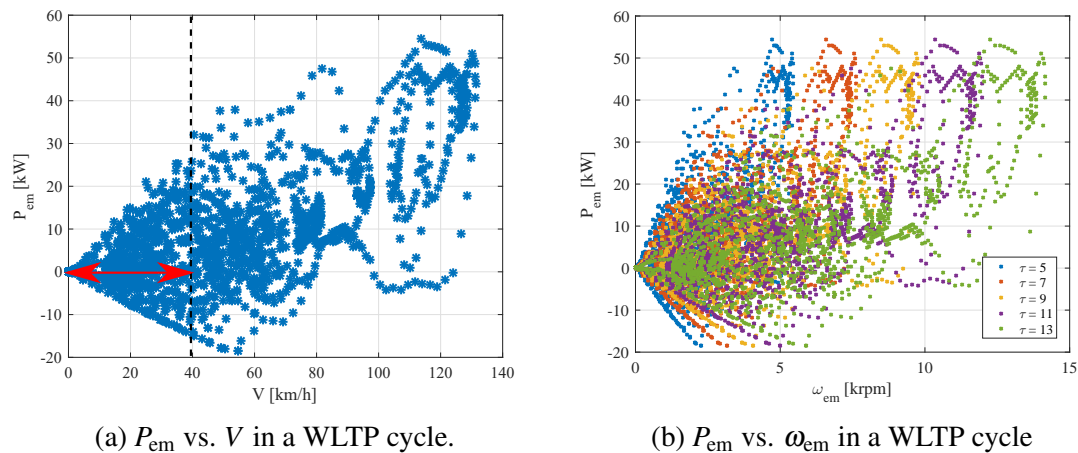 60
50
40
30
20
10
0
-10
-20
P_em [kW]
0 20 40 60 80 100 120 140
V [km/h]
(a) P_em vs. V in a WLTP cycle.
60
50
40
30
20
10
0
-10
-20
P_em [kW]
τ = 5
τ = 7
τ = 9
τ = 11
τ = 13
0 5 10 15
ω_em [krpm]
(b) P_em vs. ω_em in a WLTP cycle